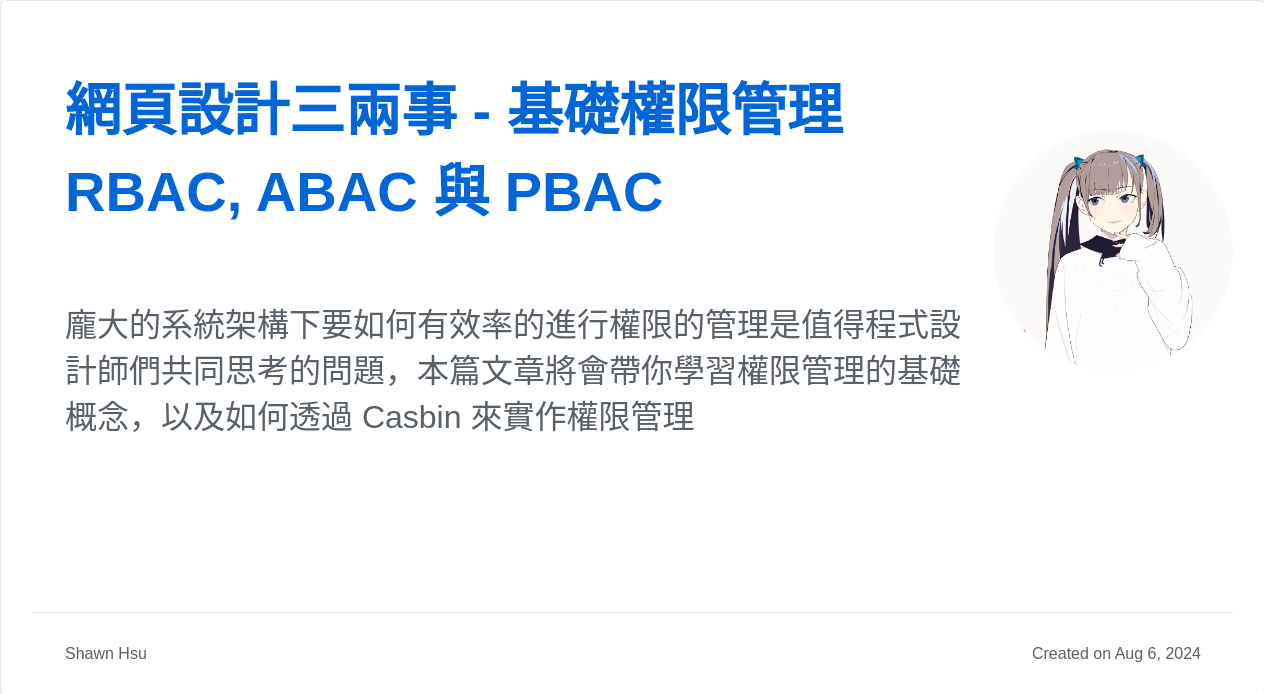 網頁設計三兩事 - 基礎權限管理
RBAC, ABAC 與 PBAC
龐大的系統架構下要如何有效率的進行權限的管理是值得程式設
計師們共同思考的問題，本篇文章將會帶你學習權限管理的基礎
概念，以及如何透過 Casbin 來實作權限管理
Shawn Hsu
Created on Aug 6, 2024